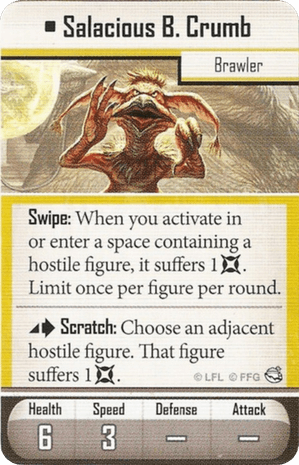 Salacious B. Crumb
Brawler
Swipe: When you activate in
or enter a space containing a
hostile figure, it suffers 1.
Limit once per figure per round.
Scratch: Choose an adjacent
hostile figure. That figure
suffers 1.
© LFL © FFG
Health Speed Defense Attack
6 3 – –